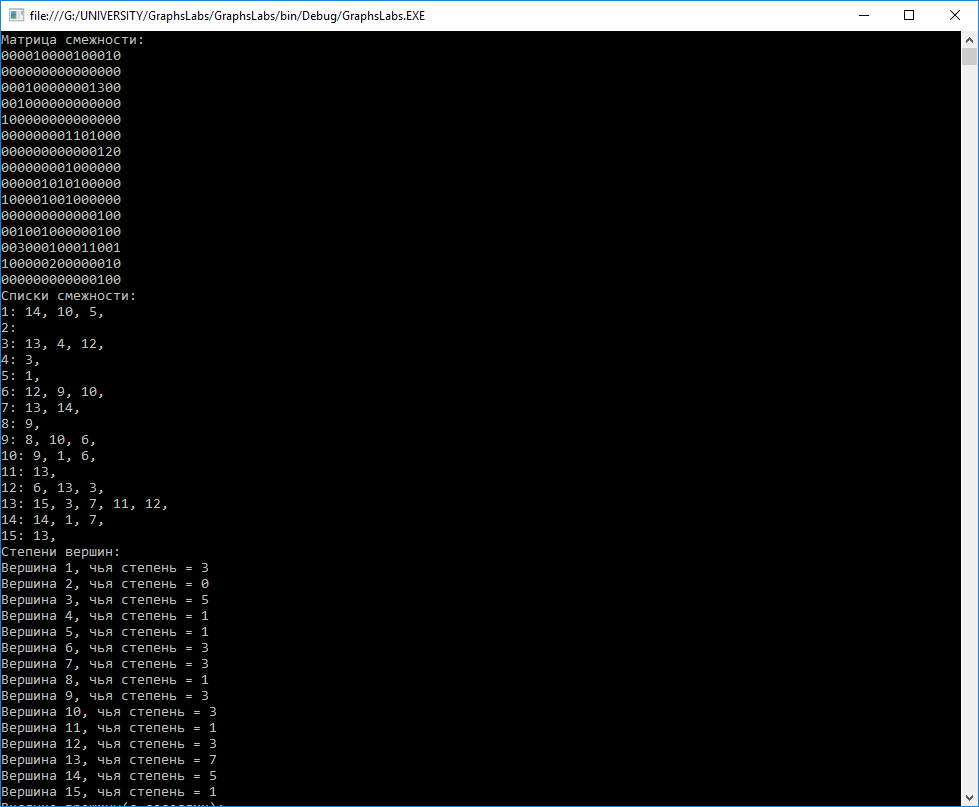 file:///G:/UNIVERSITY/GraphsLabs/GraphsLabs/bin/Debug/GraphsLabs.EXE
Матрица смежности:
000010000100010
000000000000000
000100000001300
001000000000000
100000000000000
000000001101000
000000000000120
000000001000000
000001010100000
100001001000000
000000000000100
001001000000100
003000100011001
100000200000010
000000000000100
Списки смежности:
1: 14, 10, 5,
2:
3: 13, 4, 12,
4: 3,
5: 1,
6: 12, 9, 10,
7: 13, 14,
8: 9,
9: 8, 10, 6,
10: 9, 1, 6,
11: 13,
12: 6, 13, 3,
13: 15, 3, 7, 11, 12,
14: 14, 1, 7,
15: 13,
Степени вершин:
Вершина 1, чья степень = 3
Вершина 2, чья степень = 0
Вершина 3, чья степень = 5
Вершина 4, чья степень = 1
Вершина 5, чья степень = 1
Вершина 6, чья степень = 3
Вершина 7, чья степень = 3
Вершина 8, чья степень = 1
Вершина 9, чья степень = 3
Вершина 10, чья степень = 3
Вершина 11, чья степень = 1
Вершина 12, чья степень = 3
Вершина 13, чья степень = 7
Вершина 14, чья степень = 5
Вершина 15, чья степень = 1